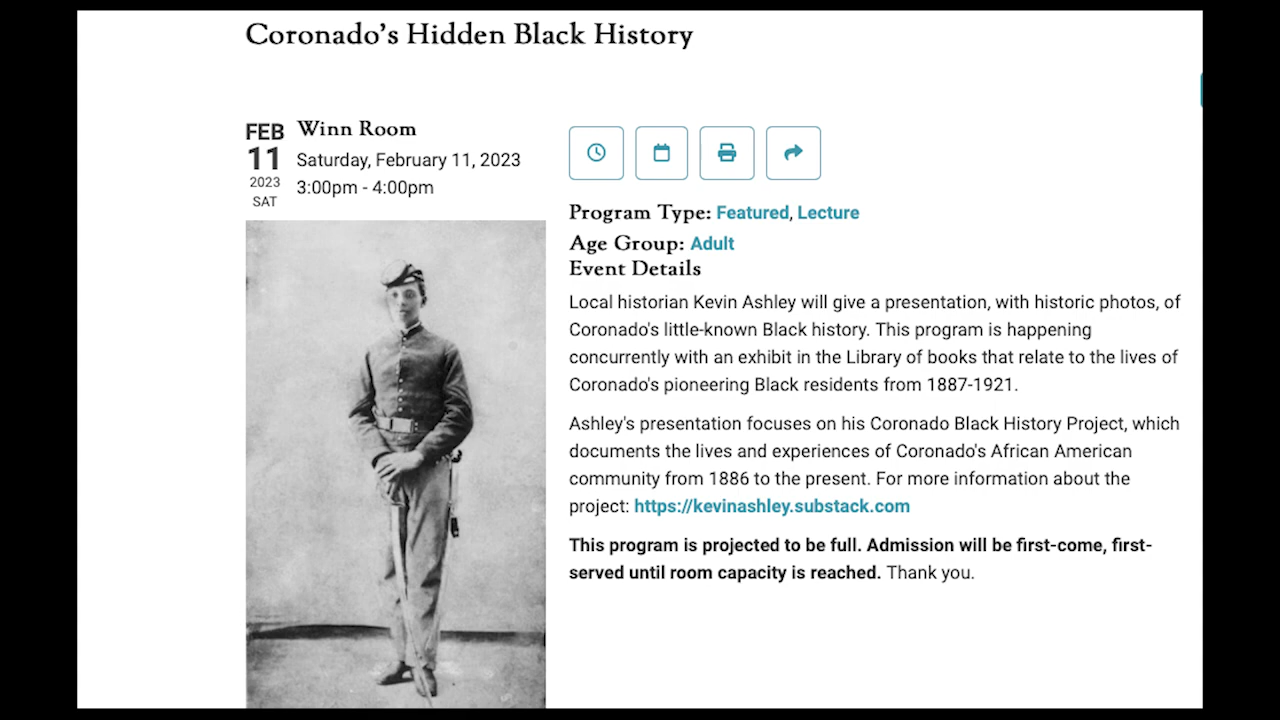 Coronado’s Hidden Black History
FEB
11
2023
SAT
Winn Room
Saturday, February 11, 2023
3:00pm - 4:00pm
Program Type: Featured, Lecture
Age Group: Adult
Event Details
Local historian Kevin Ashley will give a presentation, with historic photos, of
Coronado's little-known Black history. This program is happening
concurrently with an exhibit in the Library of books that relate to the lives of
Coronado's pioneering Black residents from 1887-1921.
Ashley's presentation focuses on his Coronado Black History Project, which
documents the lives and experiences of Coronado's African American
community from 1886 to the present. For more information about the
project: https://kevinashley.substack.com
This program is projected to be full. Admission will be first-come, first-
served until room capacity is reached. Thank you.